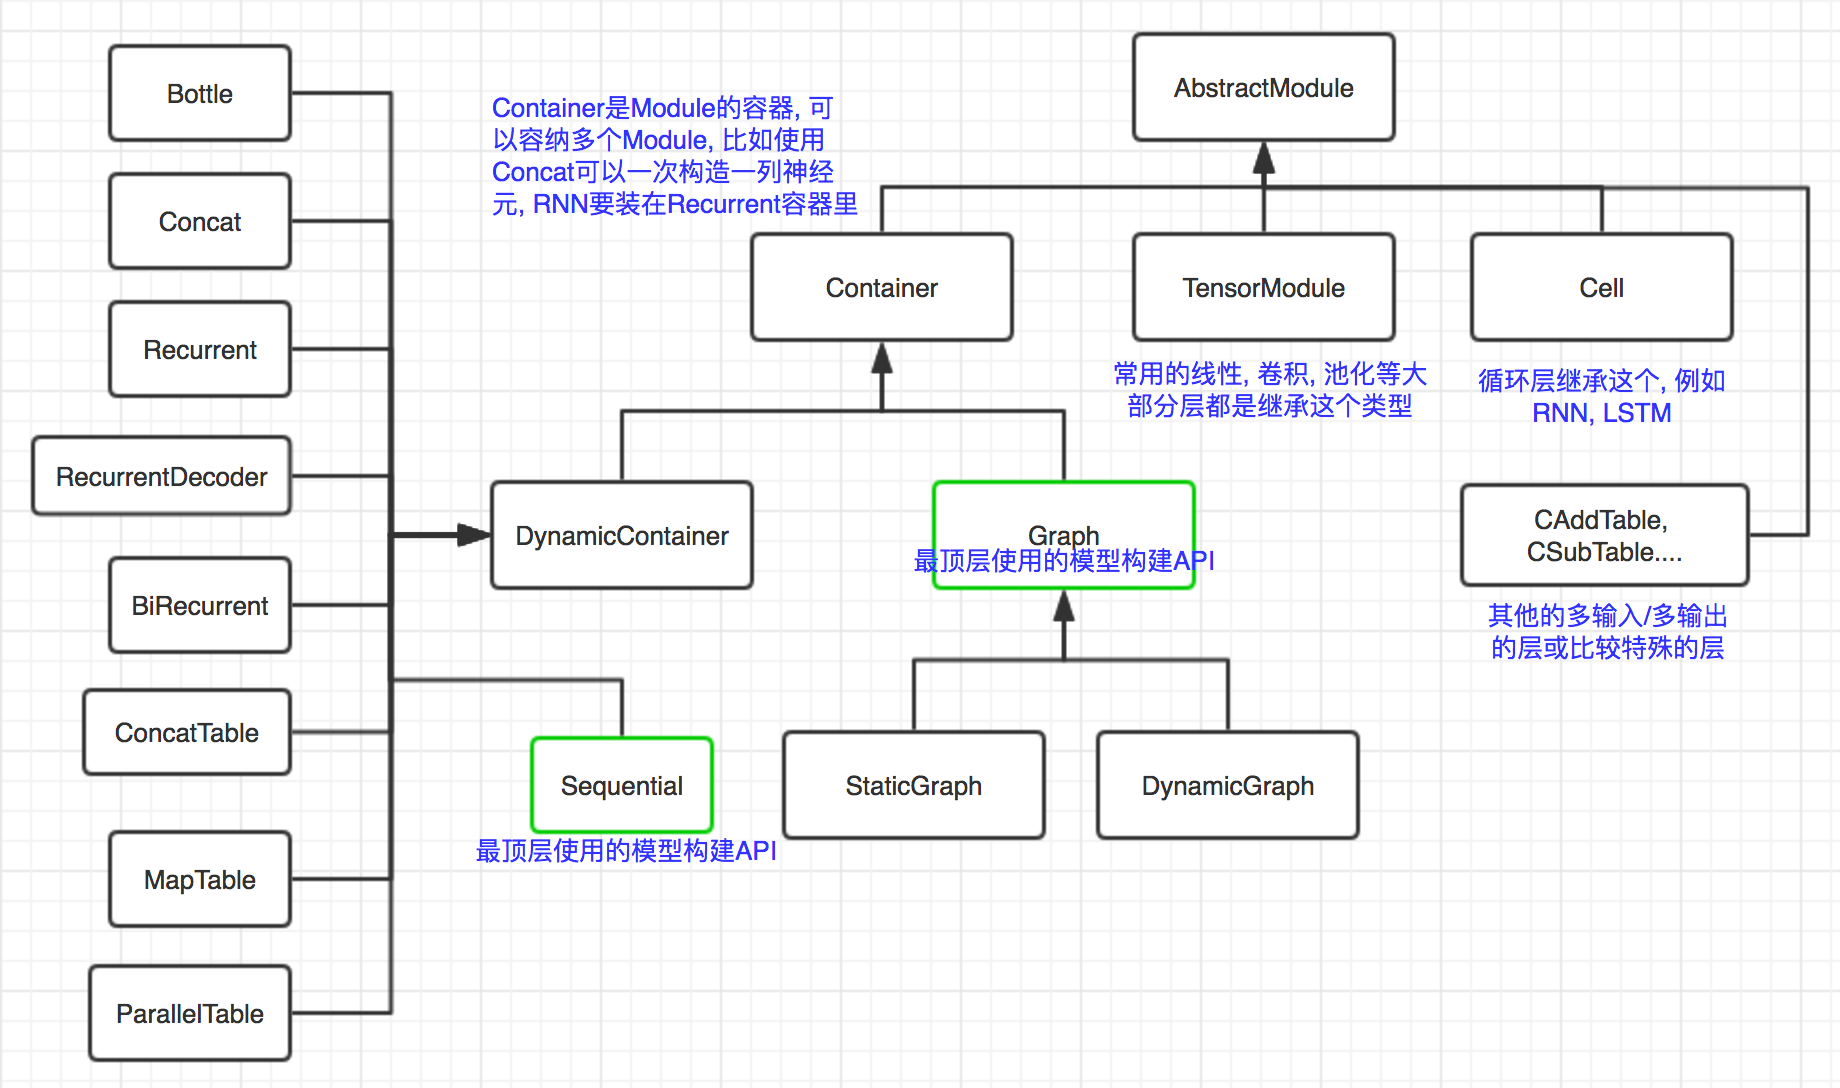 Bottle
Concat
Recurrent
RecurrentDecoder
BiRecurrent
ConcatTable
MapTable
ParallelTable
Container是Module的容器, 可
以容纳多个Module, 比如使用
Concat可以一次构造一列神经
元, RNN要装在Recurrent容器里
AbstractModule
Container
TensorModule
Cell
常用的线性, 卷积, 池化等大
部分层都是继承这个类型
循环层继承这个, 例如
RNN, LSTM
DynamicContainer
Graph
最顶层使用的模型构建API
CAddTable,
CSubTable....
其他的多输入/多输出
的层或比较特殊的层
Sequential
最顶层使用的模型构建API
StaticGraph
DynamicGraph